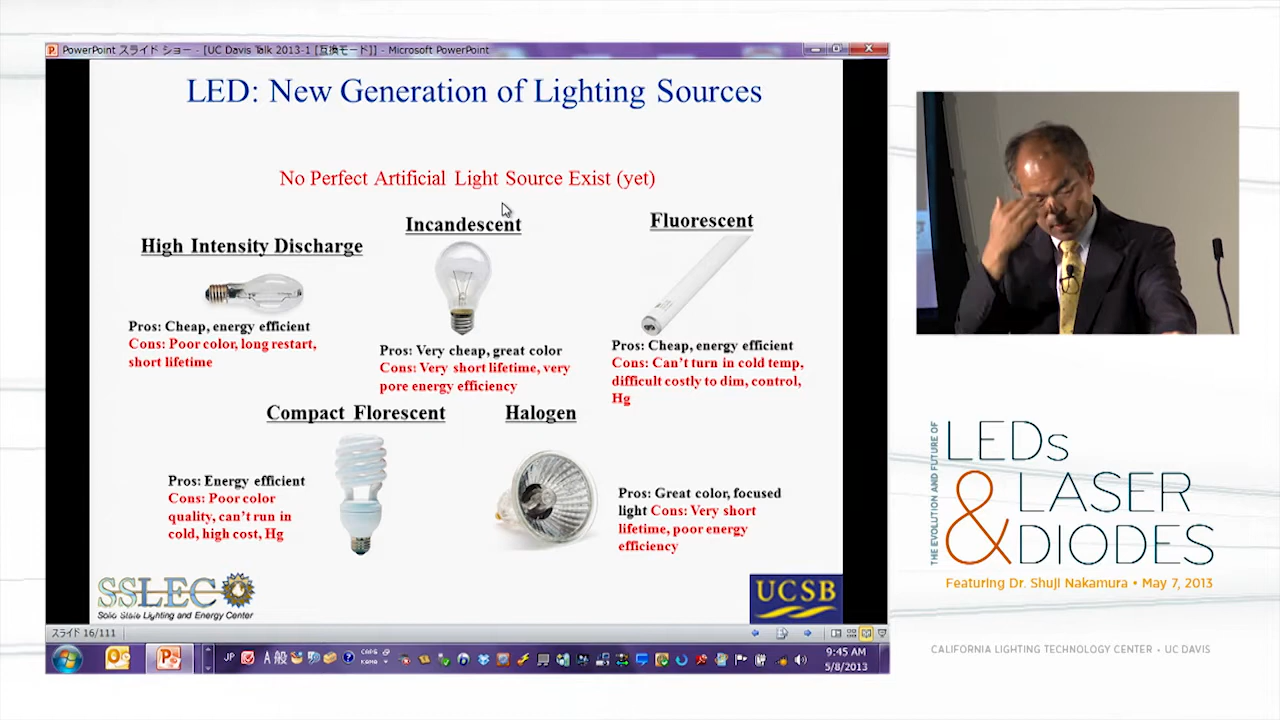 PowerPoint スライド ショー - [UC Davis Talk 2013-1 [互換モード]] - Microsoft PowerPoint
LED: New Generation of Lighting Sources
No Perfect Artificial Light Source Exist (yet)
High Intensity Discharge
Pros: Cheap, energy efficient
Cons: Poor color, long restart,
short lifetime
Incandescent
Pros: Very cheap, great color
Cons: Very short lifetime, very
pore energy efficiency
Fluorescent
Pros: Cheap, energy efficient
Cons: Can't turn in cold temp,
difficult costly to dim, control,
Hg
Compact Florescent
Pros: Energy efficient
Cons: Poor color
quality, can't run in
cold, high cost, Hg
Halogen
Pros: Great color, focused
light Cons: Very short
lifetime, poor energy
efficiency
SSLEC
Solid State Lighting and Energy Center
UCSB
スライド 16/111
JP
A 般
CAPS
KANA
9:45 AM
5/8/2013
THE EVOLUTION AND FUTURE OF
LEDs
& LASER
DIODES
Featuring Dr. Shuji Nakamura • May 7, 2013
CALIFORNIA LIGHTING TECHNOLOGY CENTER • UC DAVIS